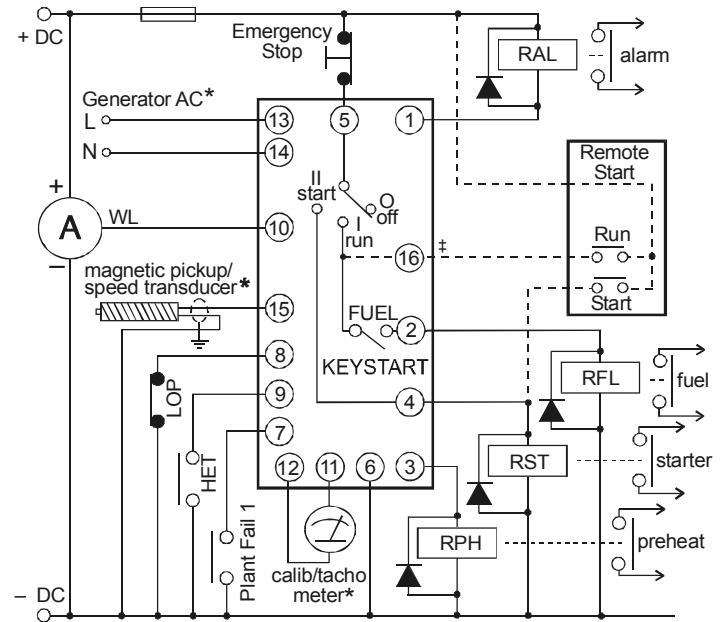 + DC
Emergency
Stop
RAL
alarm
Generator AC*
L
N
13
14
5
1
Remote
Start
Run
Start
II
start
O
off
I
run
+
A
–
WL
10
16
‡
magnetic pickup/
speed transducer*
15
FUEL
2
KEYSTART
8
LOP
9
HET
7
Plant Fail 1
4
12
11
6
3
RFL
fuel
RST
starter
RPH
preheat
calib/tacho
meter*
– DC